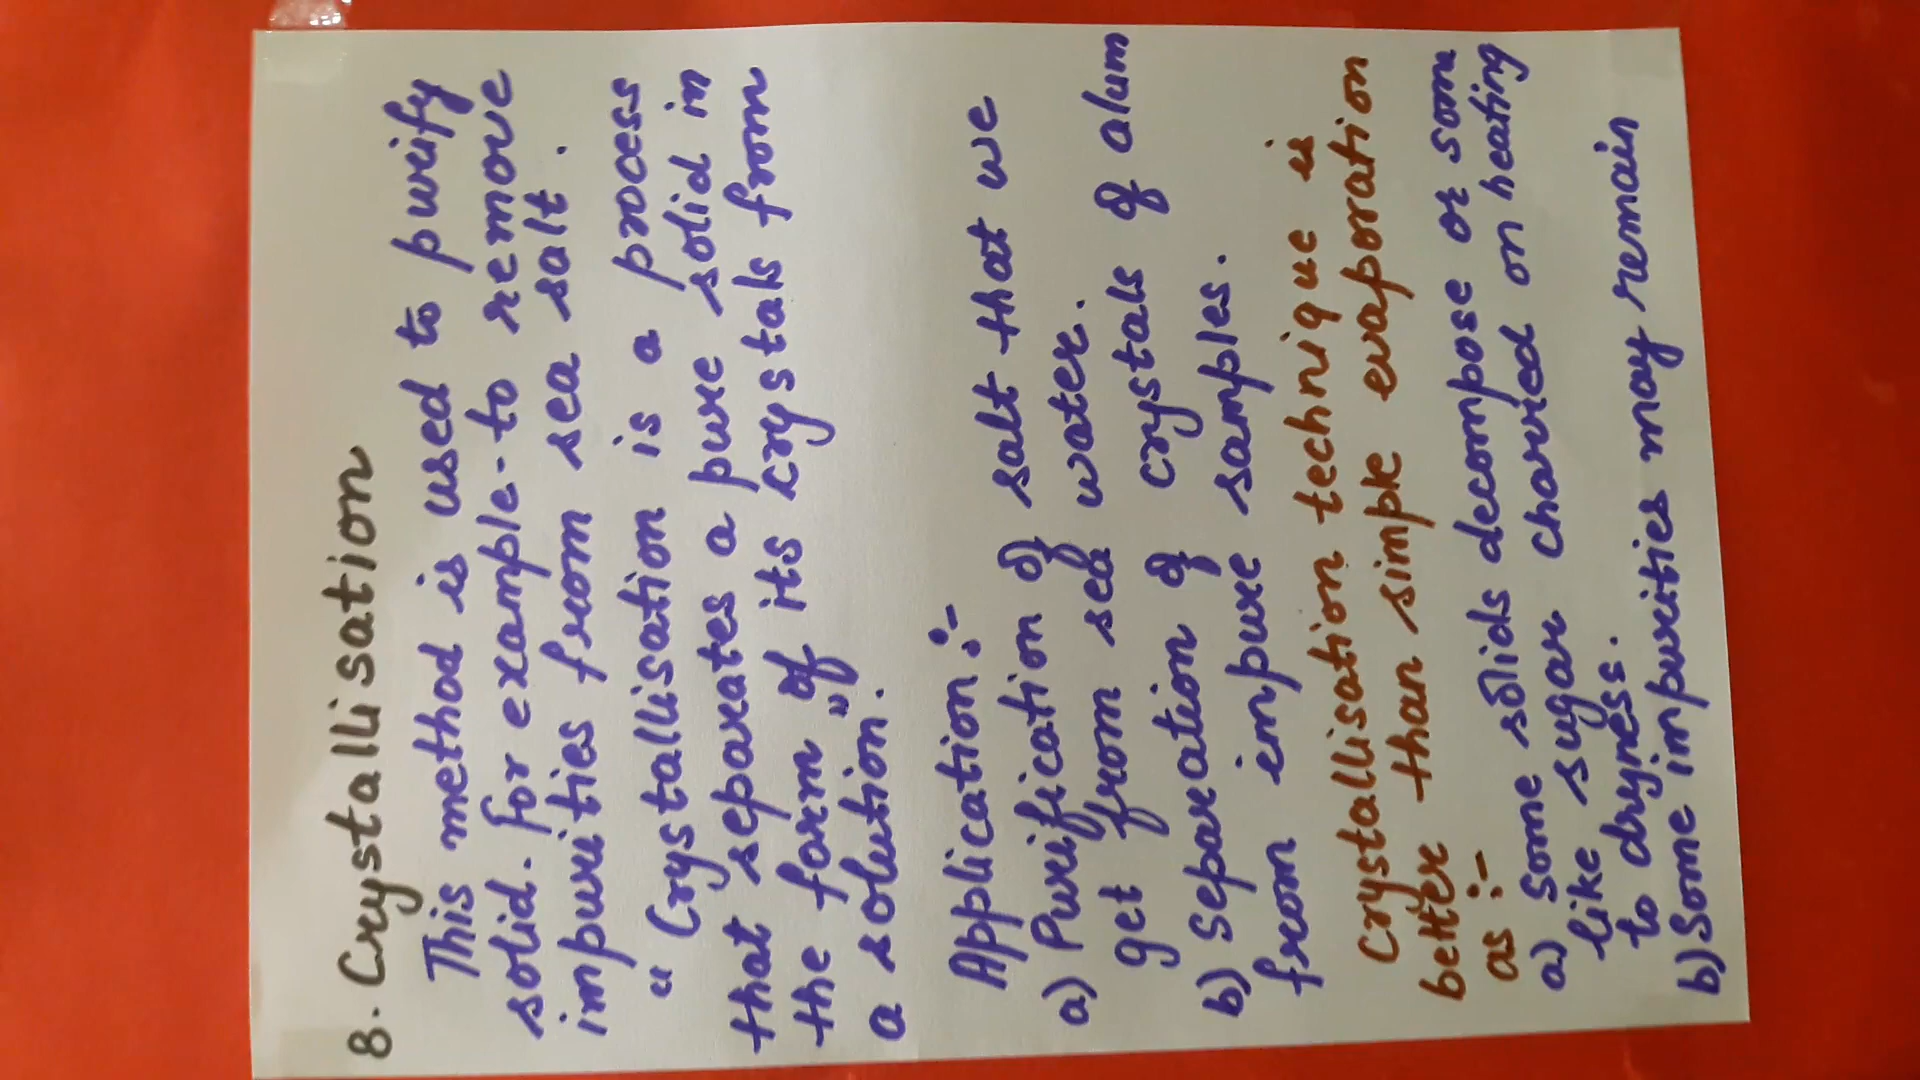 8. Crystallisation
This method is used to purify
solid. For example - to remove
impurities from sea salt.
" Crystallisation is a process
that separates a pure solid in
the form of its crystals from
a solution."
Application :-
a) Purification of salt that we
get from sea water.
b) Separation of crystals of alum
from impure samples.
Crystallisation technique is
better than simple evaporation
as :-
a) Some solids decompose or some
like sugar charred on heating
to dryness.
b) Some impurities may remain